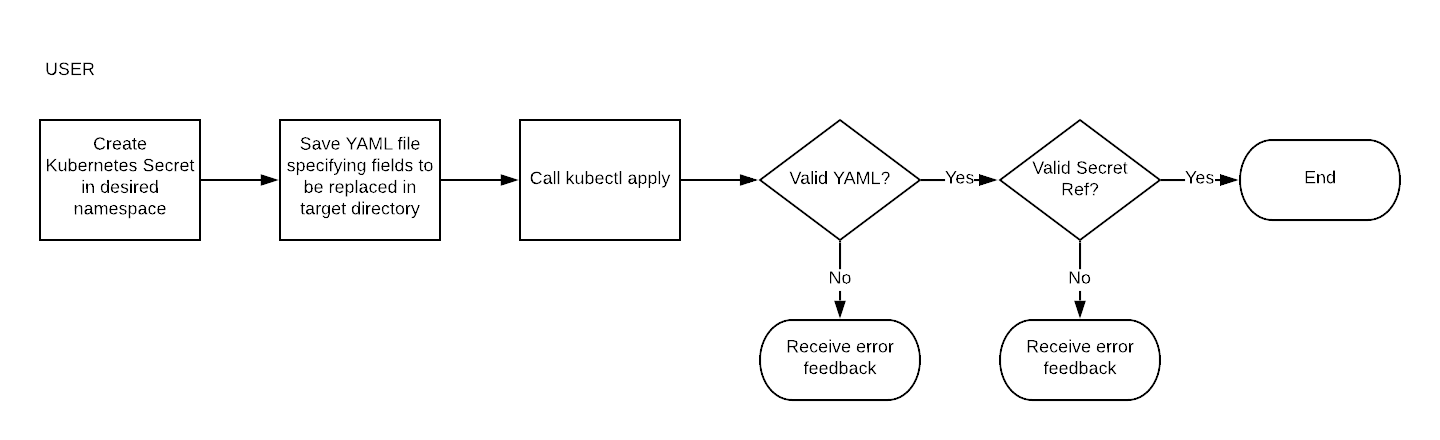 USER
Create
Kubernetes Secret
in desired
namespace
Save YAML file
specifying fields to
be replaced in
target directory
Call kubectl apply
Valid YAML?
Yes
Valid Secret
Ref?
Yes
End
No
No
Receive error
feedback
Receive error
feedback